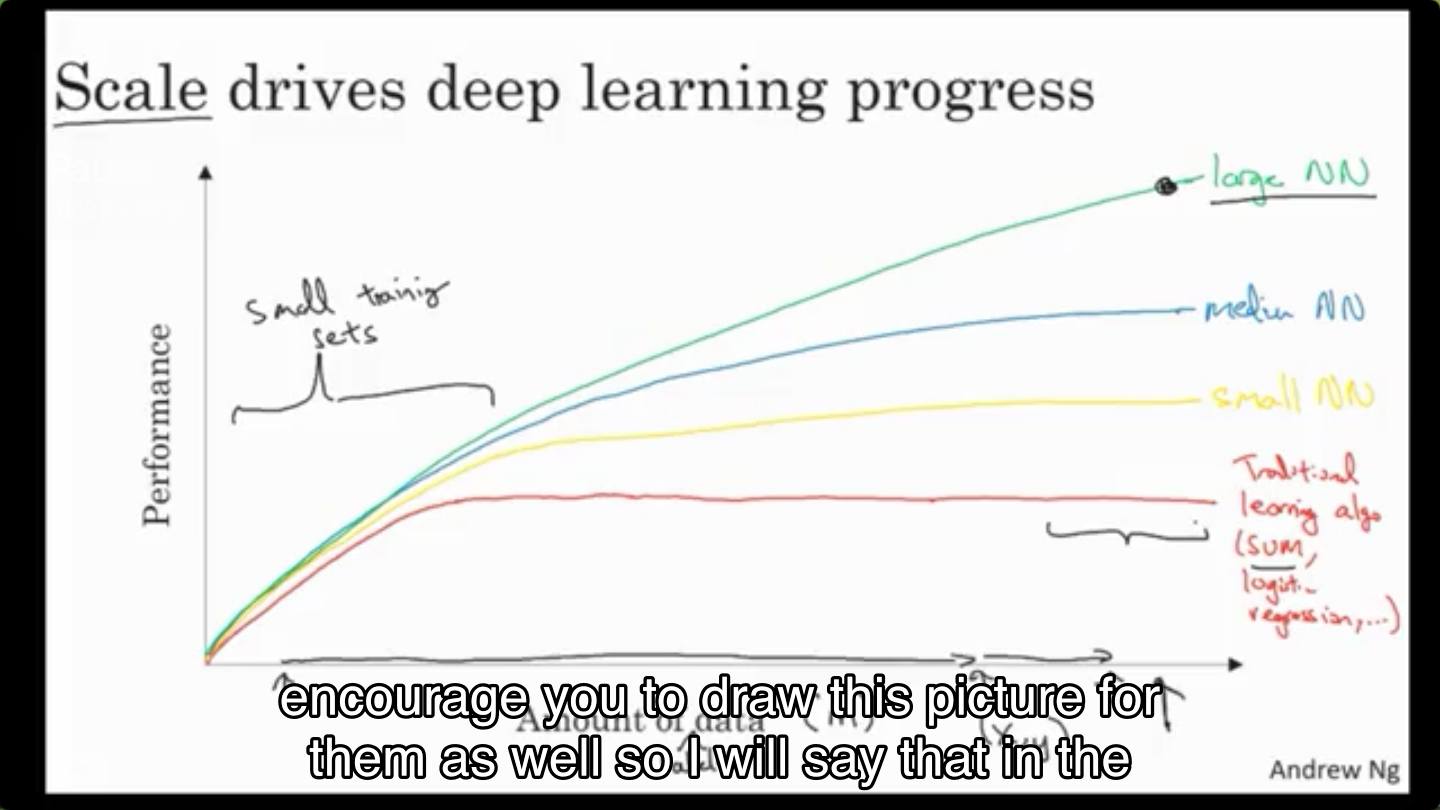 Scale drives deep learning progress
large NN
small training
sets
medium NN
small NN
Performance
Traditional
learning algo
(SVM,
logistic
regression,...)
encourage you to draw this picture for
Amount of data (m)
them as well so I will say that in the
(x,y)
Andrew Ng